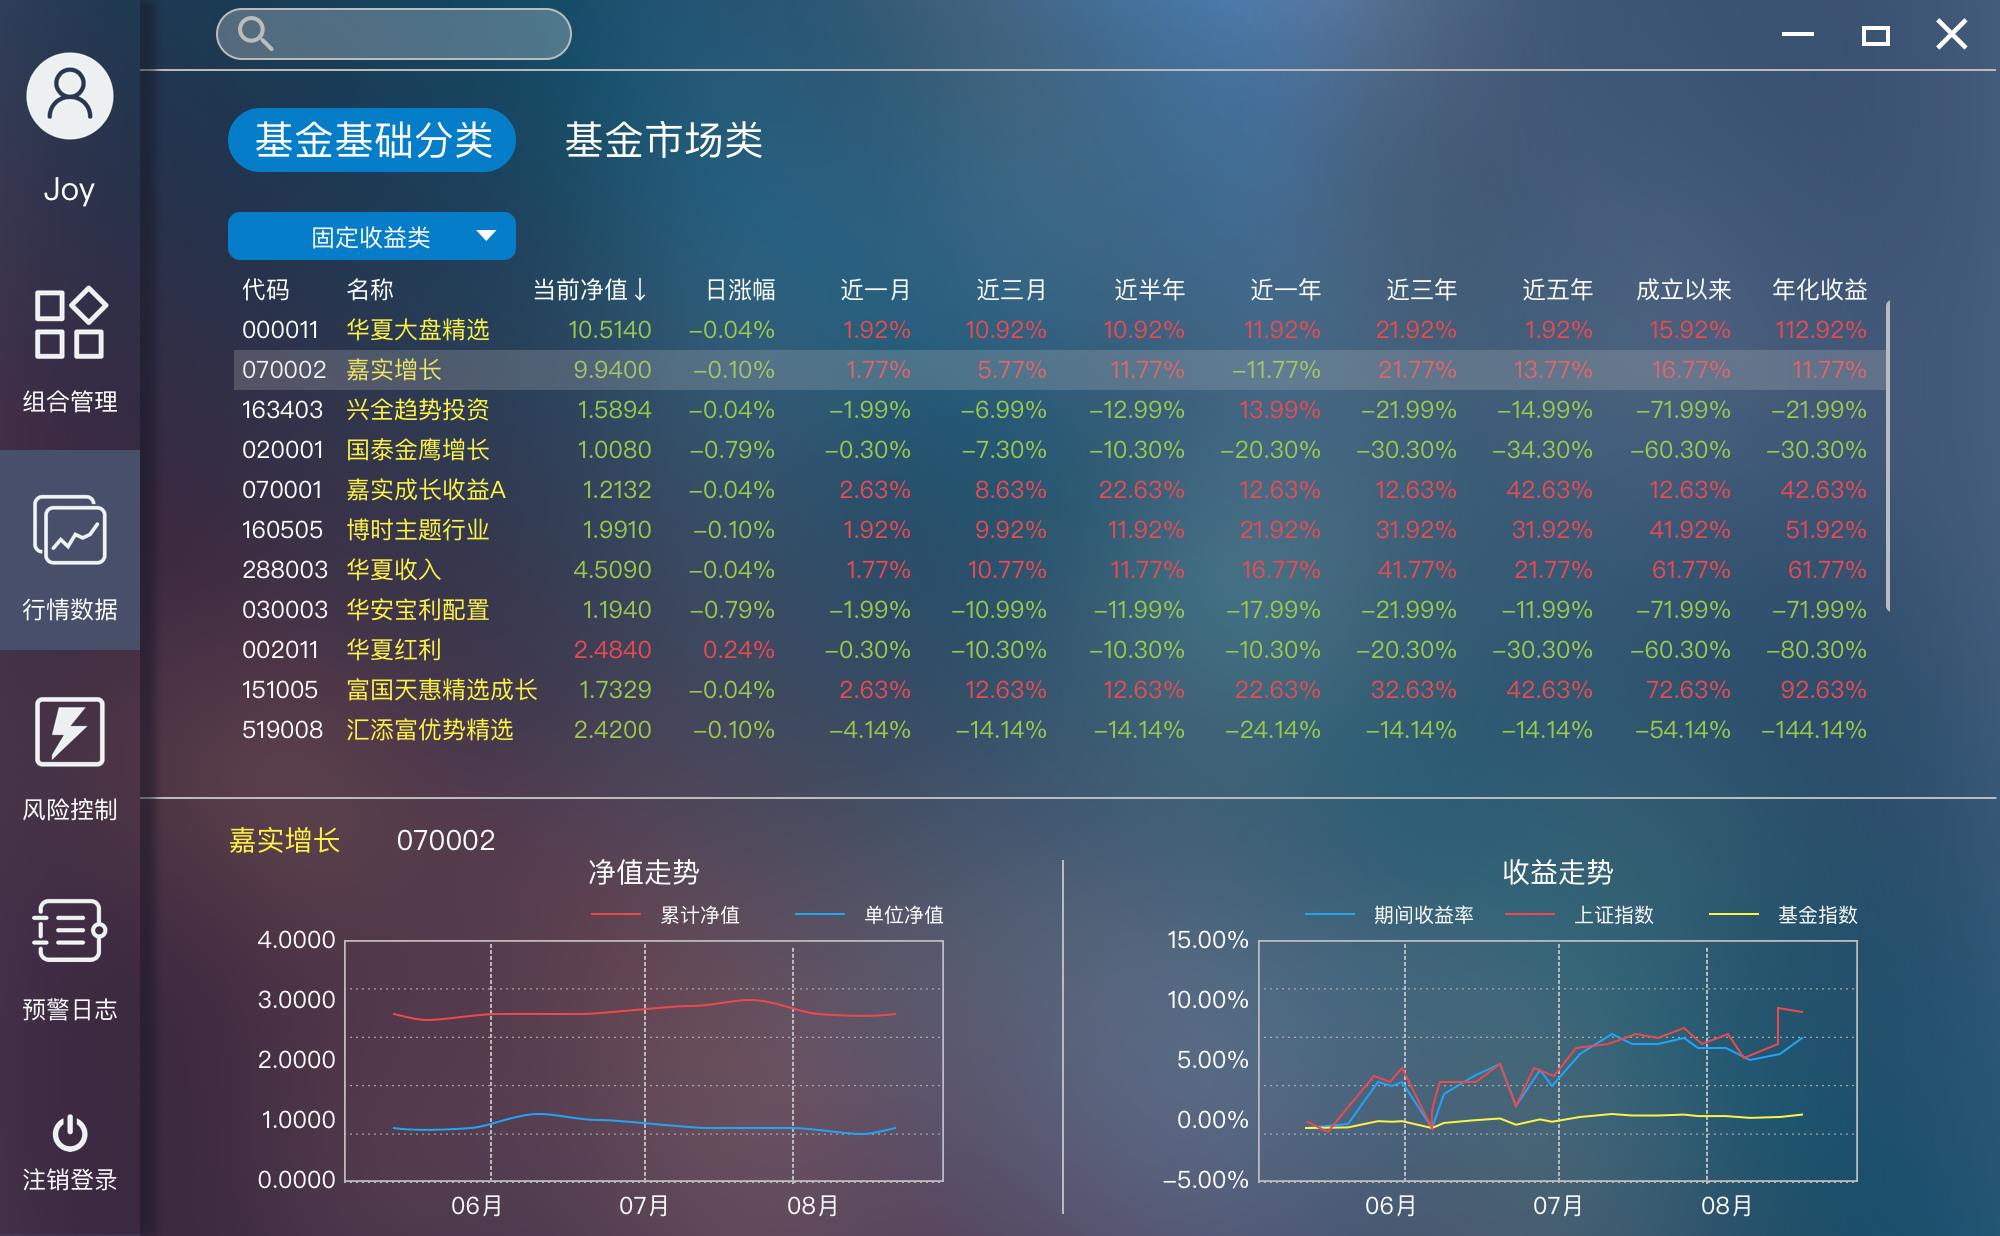 Joy
组合管理
行情数据
风险控制
预警日志
注销登录
基金基础分类 基金市场类
固定收益类
代码 名称 当前净值↓ 日涨幅 近一月 近三月 近半年 近一年 近三年 近五年 成立以来 年化收益
000011 华夏大盘精选 10.5140 −0.04% 1.92% 10.92% 10.92% 11.92% 21.92% 1.92% 15.92% 112.92%
070002 嘉实增长 9.9400 −0.10% 1.77% 5.77% 11.77% −11.77% 21.77% 13.77% 16.77% 11.77%
163403 兴全趋势投资 1.5894 −0.04% −1.99% −6.99% −12.99% 13.99% −21.99% −14.99% −71.99% −21.99%
020001 国泰金鹰增长 1.0080 −0.79% −0.30% −7.30% −10.30% −20.30% −30.30% −34.30% −60.30% −30.30%
070001 嘉实成长收益A 1.2132 −0.04% 2.63% 8.63% 22.63% 12.63% 12.63% 42.63% 12.63% 42.63%
160505 博时主题行业 1.9910 −0.10% 1.92% 9.92% 11.92% 21.92% 31.92% 31.92% 41.92% 51.92%
288003 华夏收入 4.5090 −0.04% 1.77% 10.77% 11.77% 16.77% 41.77% 21.77% 61.77% 61.77%
030003 华安宝利配置 1.1940 −0.79% −1.99% −10.99% −11.99% −17.99% −21.99% −11.99% −71.99% −71.99%
002011 华夏红利 2.4840 0.24% −0.30% −10.30% −10.30% −10.30% −20.30% −30.30% −60.30% −80.30%
151005 富国天惠精选成长 1.7329 −0.04% 2.63% 12.63% 12.63% 22.63% 32.63% 42.63% 72.63% 92.63%
519008 汇添富优势精选 2.4200 −0.10% −4.14% −14.14% −14.14% −24.14% −14.14% −14.14% −54.14% −144.14%
嘉实增长 070002
净值走势
累计净值 单位净值
4.0000
3.0000
2.0000
1.0000
0.0000
06月 07月 08月
收益走势
期间收益率 上证指数 基金指数
15.00%
10.00%
5.00%
0.00%
−5.00%
06月 07月 08月